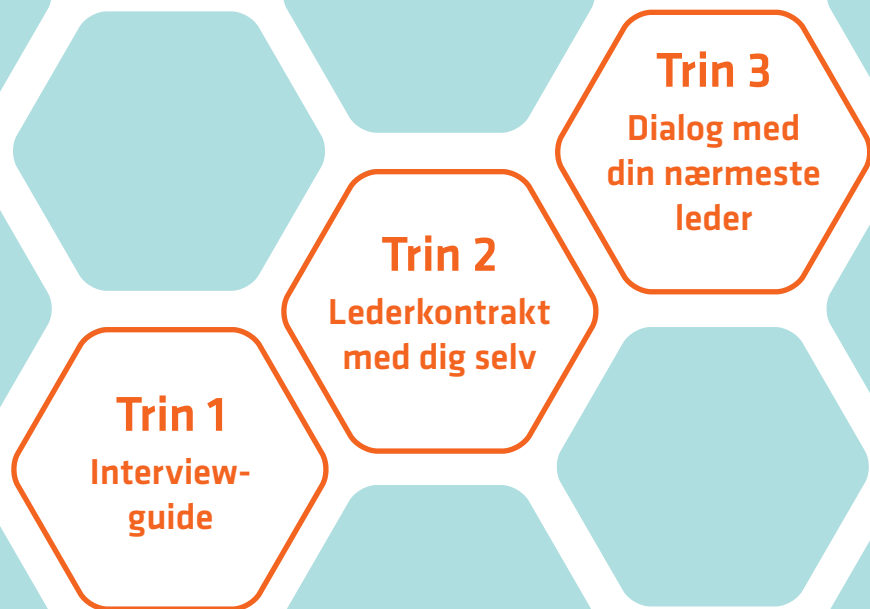 Trin 1
Interview-
guide
Trin 2
Lederkontrakt
med dig selv
Trin 3
Dialog med
din nærmeste
leder